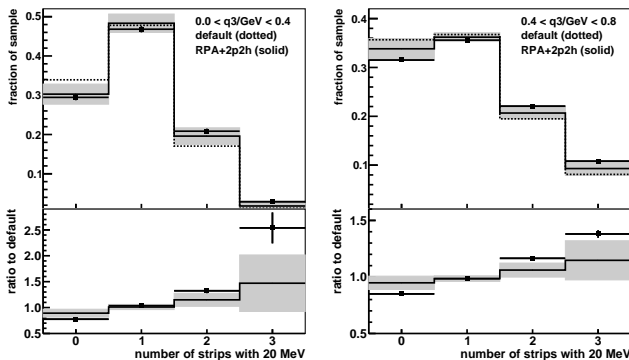 0.0 < q3/GeV < 0.4
default (dotted)
RPA+2p2h (solid)
fraction of sample
0.5
0.4
0.3
0.2
0.1
ratio to default
2.5
2.0
1.5
1.0
0.5
0 1 2 3
number of strips with 20 MeV
0.4 < q3/GeV < 0.8
default (dotted)
RPA+2p2h (solid)
fraction of sample
0.4
0.3
0.2
0.1
ratio to default
1.5
1.0
0.5
0 1 2 3
number of strips with 20 MeV